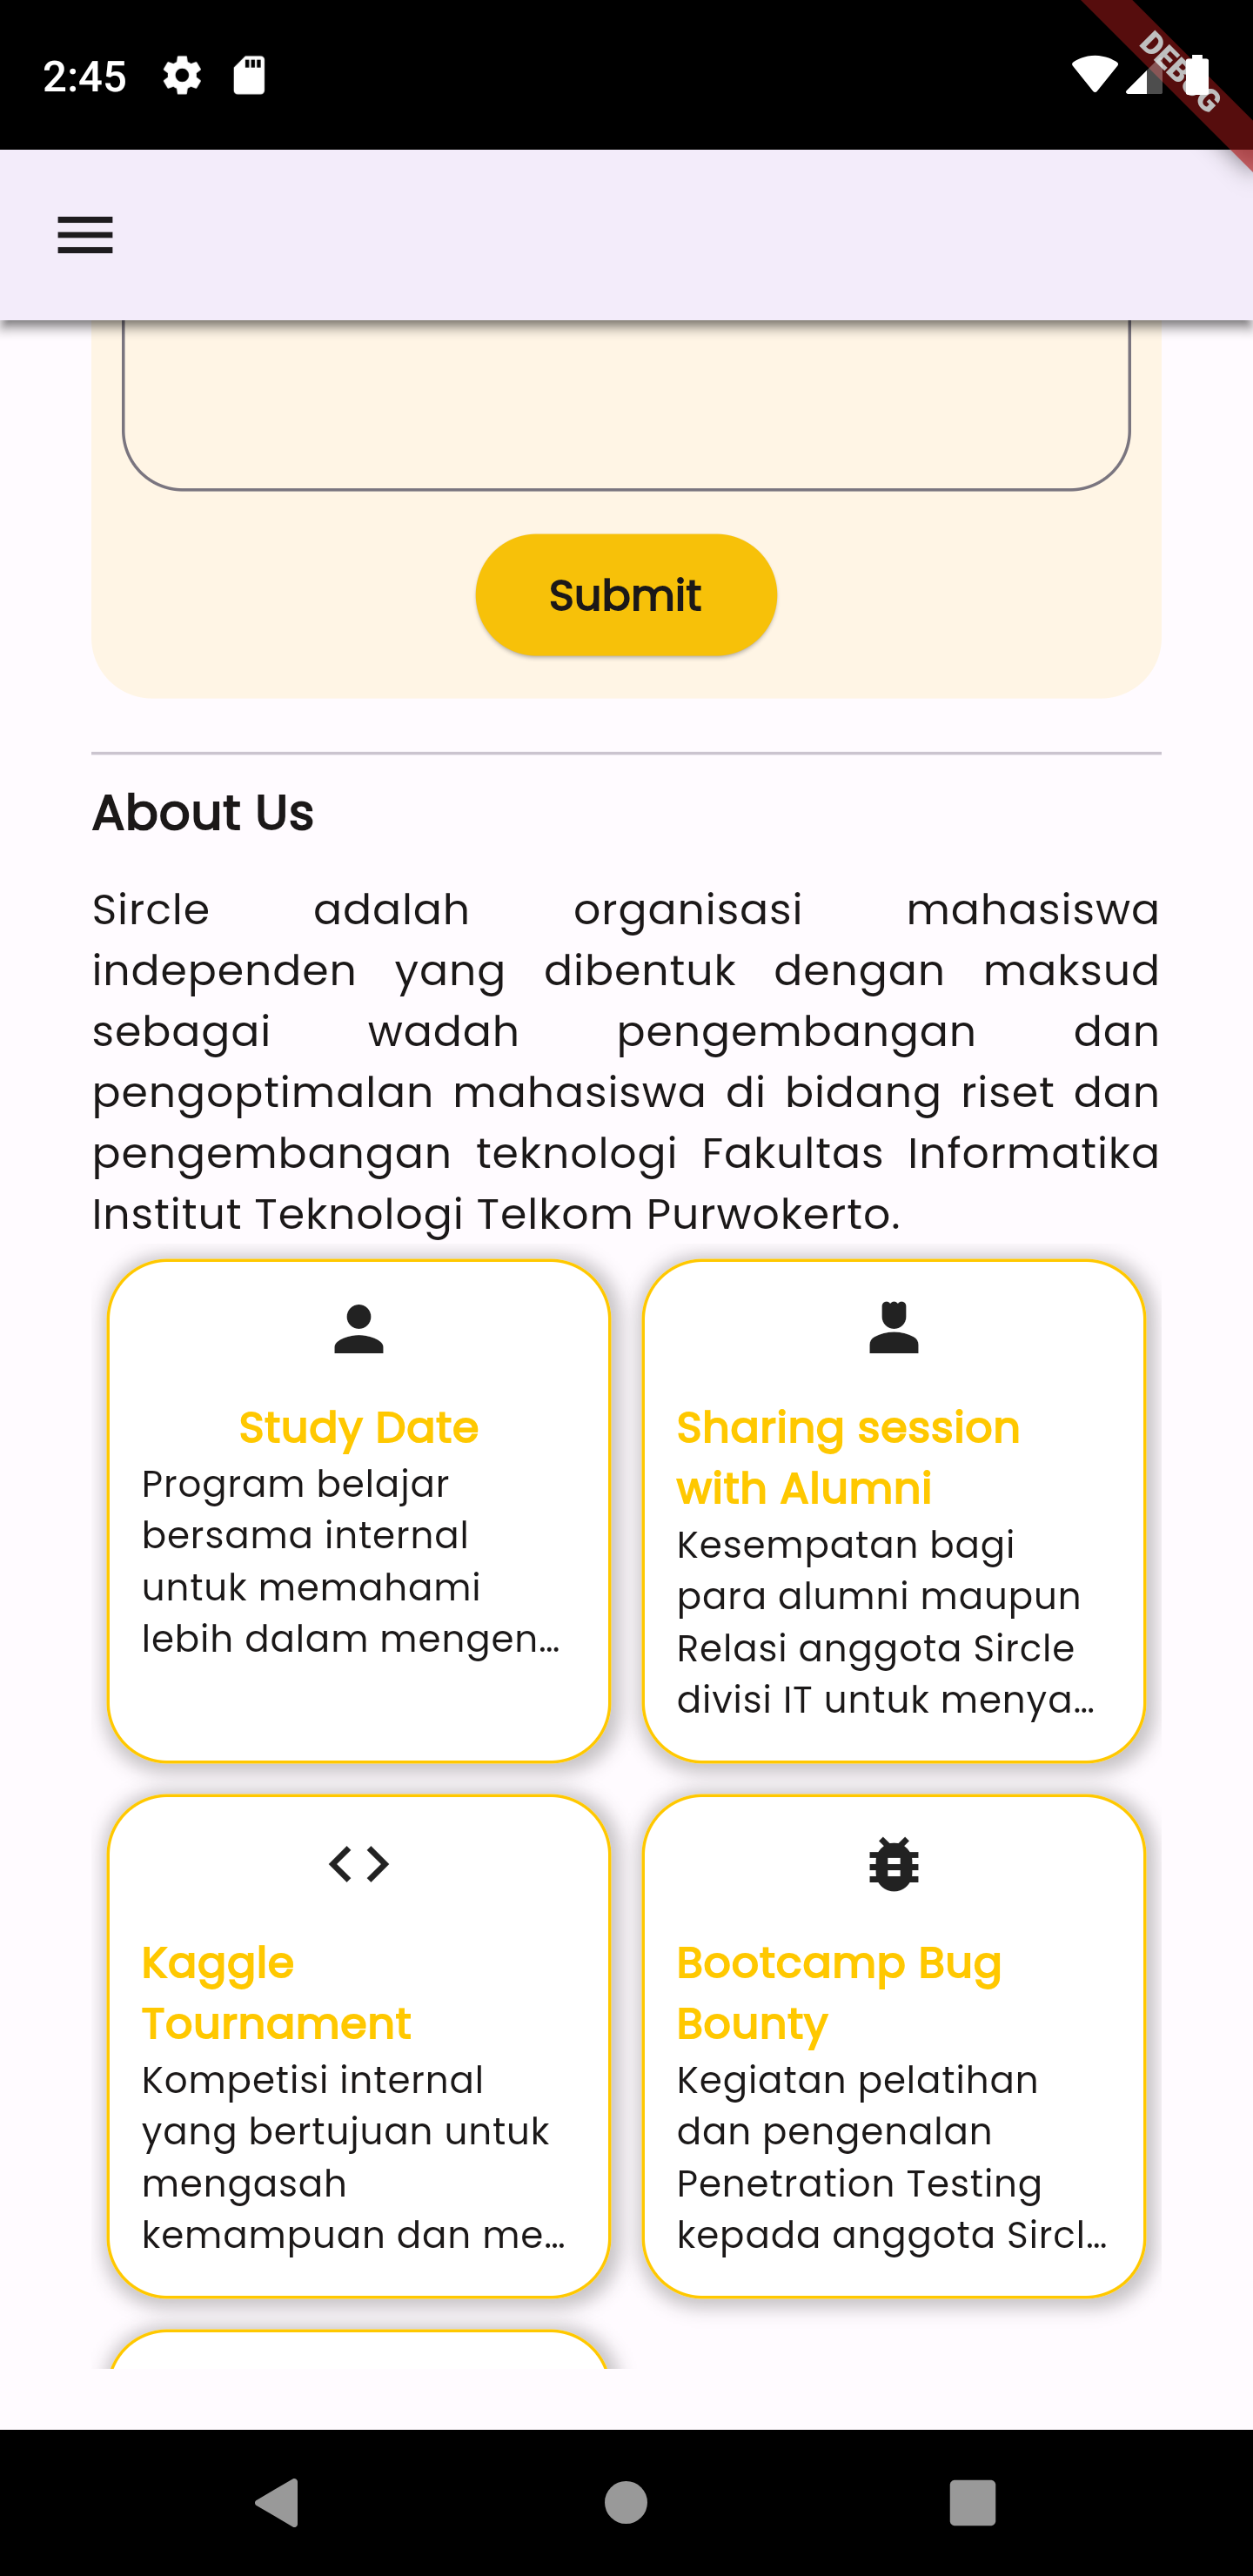 2:45
DEBUG
Submit
About Us
Sircle adalah organisasi mahasiswa
independen yang dibentuk dengan maksud
sebagai wadah pengembangan dan
pengoptimalan mahasiswa di bidang riset dan
pengembangan teknologi Fakultas Informatika
Institut Teknologi Telkom Purwokerto.
Study Date
Program belajar
bersama internal
untuk memahami
lebih dalam mengen...
Sharing session
with Alumni
Kesempatan bagi
para alumni maupun
Relasi anggota Sircle
divisi IT untuk menya...
Kaggle
Tournament
Kompetisi internal
yang bertujuan untuk
mengasah
kemampuan dan me...
Bootcamp Bug
Bounty
Kegiatan pelatihan
dan pengenalan
Penetration Testing
kepada anggota Sircl...